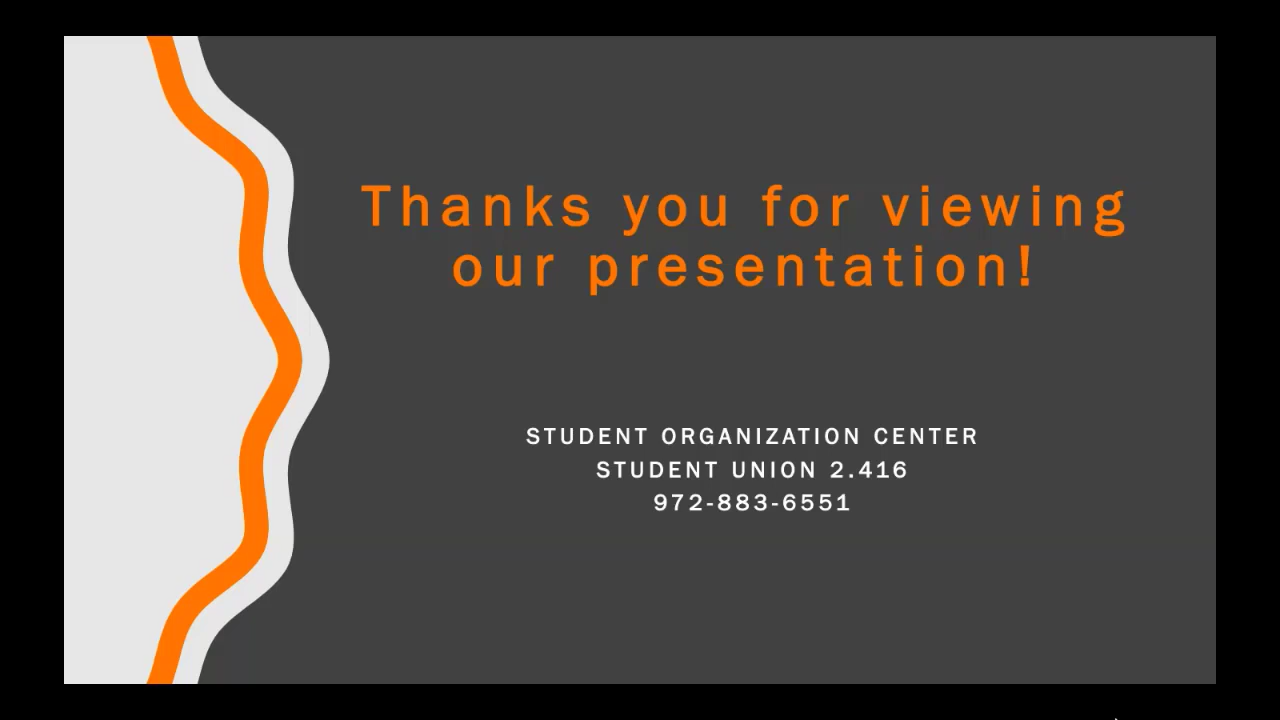 Thanks you for viewing
our presentation!
STUDENT ORGANIZATION CENTER
STUDENT UNION 2.416
972-883-6551